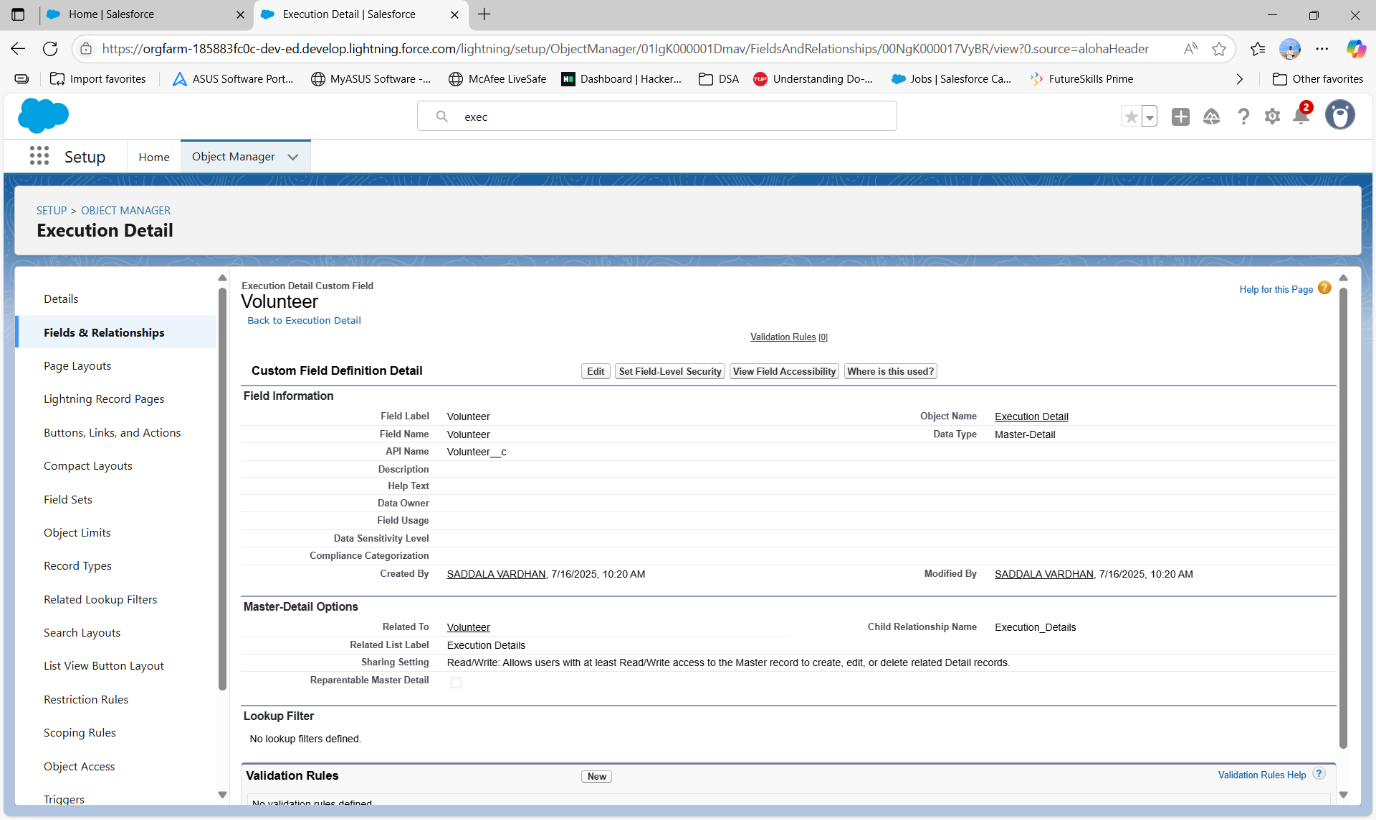 Home | Salesforce
Execution Detail | Salesforce
https://orgfarm-185883fc0c-dev-ed.develop.lightning.force.com/lightning/setup/ObjectManager/01IgK000001Dmav/FieldsAndRelationships/00NgK000017VyBR/view?0.source=alohaHeader
Import favorites
ASUS Software Port...
MyASUS Software -...
McAfee LiveSafe
Dashboard | Hacker...
DSA
Understanding Do-...
Jobs | Salesforce Ca...
FutureSkills Prime
Other favorites
exec
2
Setup
Home
Object Manager
SETUP > OBJECT MANAGER
Execution Detail
Details
Fields & Relationships
Page Layouts
Lightning Record Pages
Buttons, Links, and Actions
Compact Layouts
Field Sets
Object Limits
Record Types
Related Lookup Filters
Search Layouts
List View Button Layout
Restriction Rules
Scoping Rules
Object Access
Triggers
Execution Detail Custom Field
Volunteer
Back to Execution Detail
Help for this Page
Validation Rules [0]
Custom Field Definition Detail
Edit
Set Field-Level Security
View Field Accessibility
Where is this used?
Field Information
Field Label Volunteer Object Name Execution Detail
Field Name Volunteer Data Type Master-Detail
API Name Volunteer__c
Description
Help Text
Data Owner
Field Usage
Data Sensitivity Level
Compliance Categorization
Created By SADDALA VARDHAN, 7/16/2025, 10:20 AM Modified By SADDALA VARDHAN, 7/16/2025, 10:20 AM
Master-Detail Options
Related To Volunteer Child Relationship Name Execution_Details
Related List Label Execution Details
Sharing Setting Read/Write: Allows users with at least Read/Write access to the Master record to create, edit, or delete related Detail records.
Reparentable Master Detail
Lookup Filter
No lookup filters defined.
Validation Rules
New
Validation Rules Help
No validation rules defined.